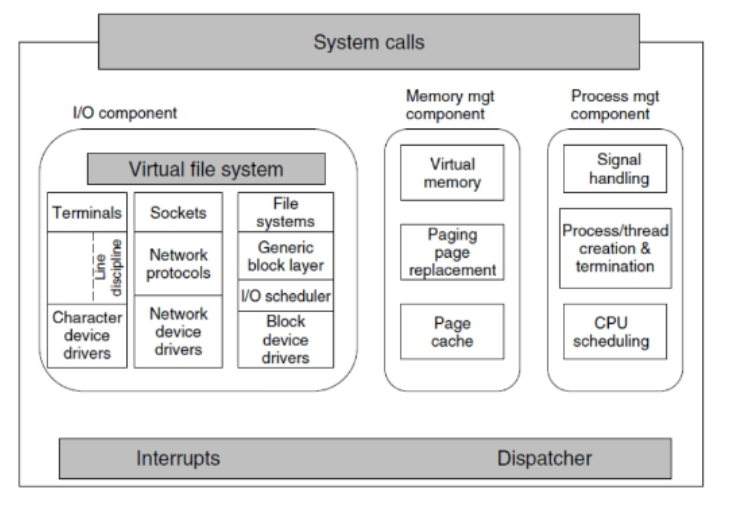 System calls
I/O component
Memory mgt
component
Process mgt
component
Virtual file system
Terminals
Line
discipline
Character
device
drivers
Sockets
Network
protocols
Network
device
drivers
File
systems
Generic
block layer
I/O scheduler
Block
device
drivers
Virtual
memory
Paging
page
replacement
Page
cache
Signal
handling
Process/thread
creation &
termination
CPU
scheduling
Interrupts
Dispatcher